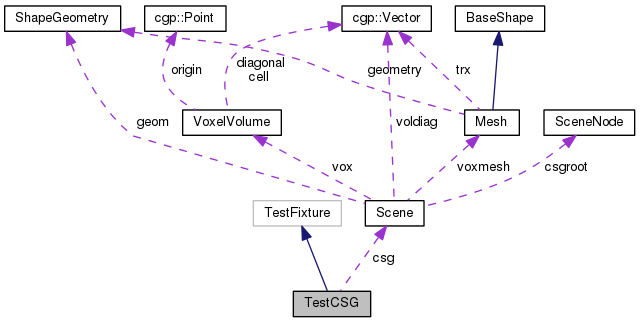 ShapeGeometry
cgp::Point
cgp::Vector
BaseShape
origin
diagonal
cell
geometry
trx
geom
VoxelVolume
voldiag
Mesh
SceneNode
vox
voxmesh
csgroot
TestFixture
Scene
csg
TestCSG